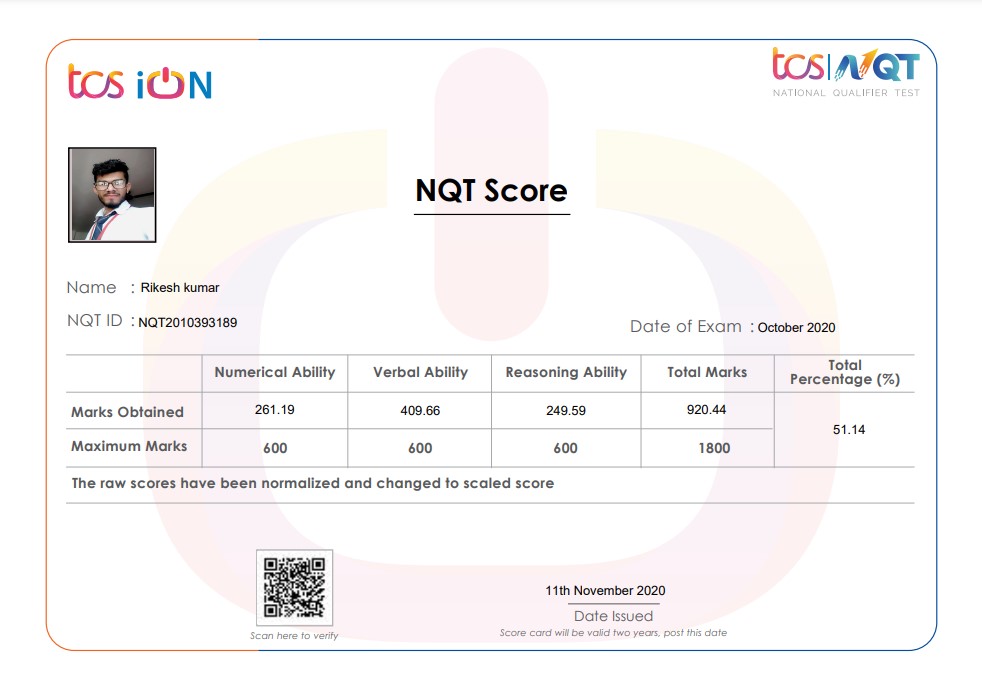 tcs iON
tcs | NQT
NATIONAL QUALIFIER TEST
NQT Score
Name : Rikesh kumar
NQT ID : NQT2010393189
Date of Exam : October 2020
Numerical Ability Verbal Ability Reasoning Ability Total Marks Total Percentage (%)
Marks Obtained 261.19 409.66 249.59 920.44 51.14
Maximum Marks 600 600 600 1800
The raw scores have been normalized and changed to scaled score
Scan here to verify
11th November 2020
Date Issued
Score card will be valid two years, post this date